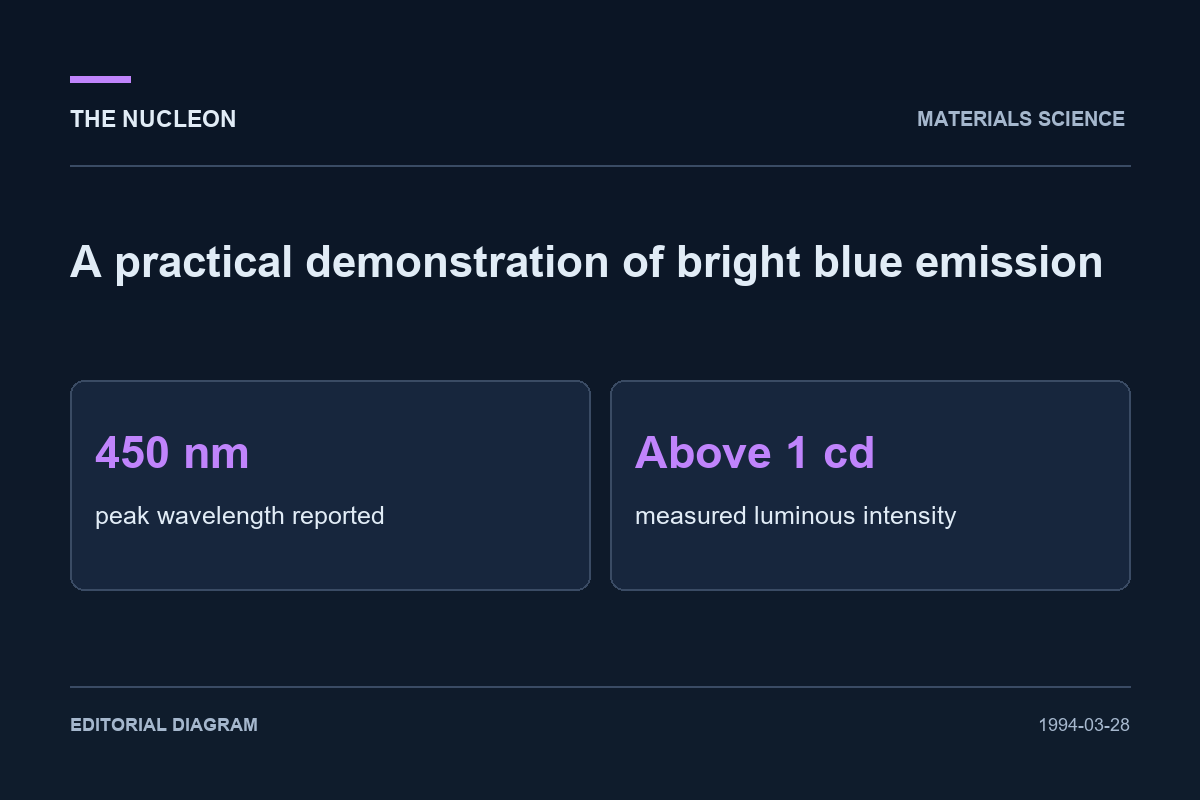 THE NUCLEON
MATERIALS SCIENCE
A practical demonstration of bright blue emission
450 nm
peak wavelength reported
Above 1 cd
measured luminous intensity
EDITORIAL DIAGRAM
1994-03-28